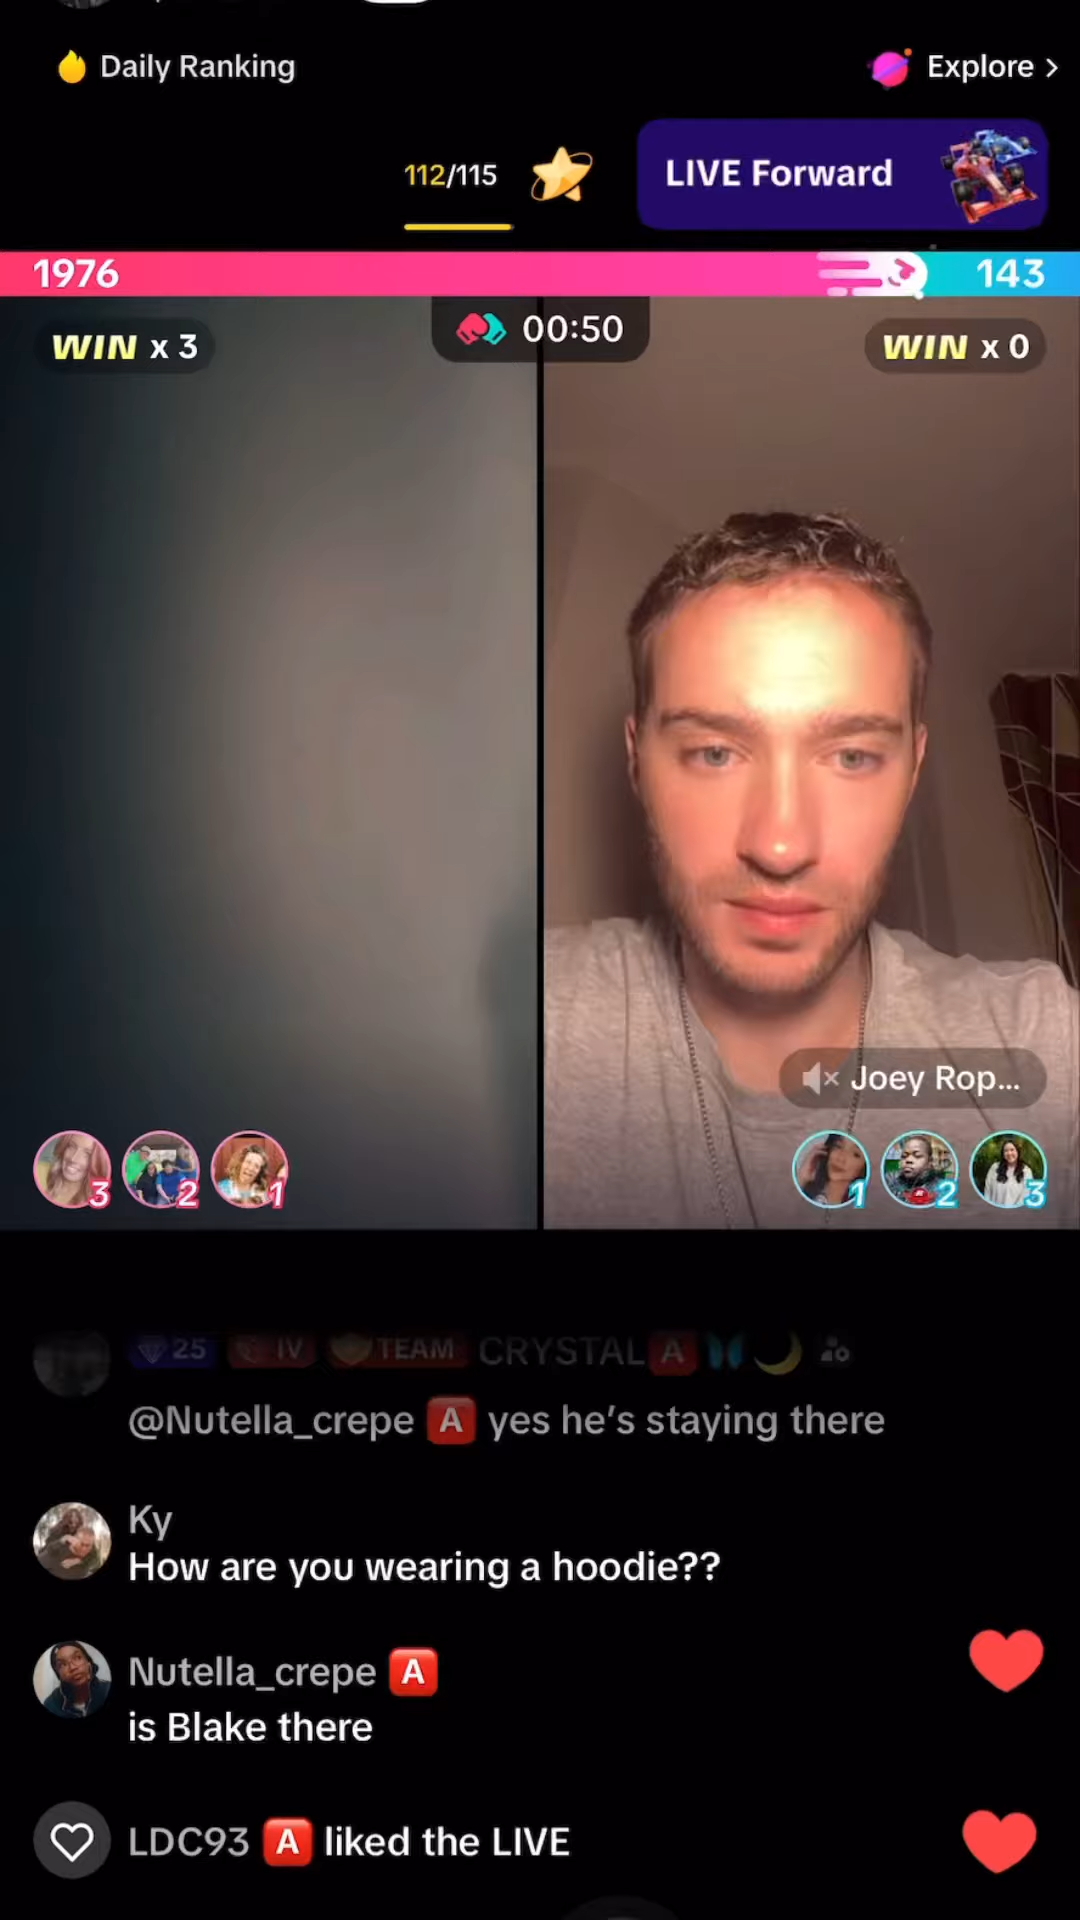 Daily Ranking
Explore >
112/115
LIVE Forward
1976
143
WIN x 3
00:50
WIN x 0
Joey Rop...
3
2
1
1
2
3
25
IV
TEAM
CRYSTAL A
@Nutella_crepe A yes he's staying there
Ky
How are you wearing a hoodie??
Nutella_crepe A
is Blake there
LDC93 A liked the LIVE